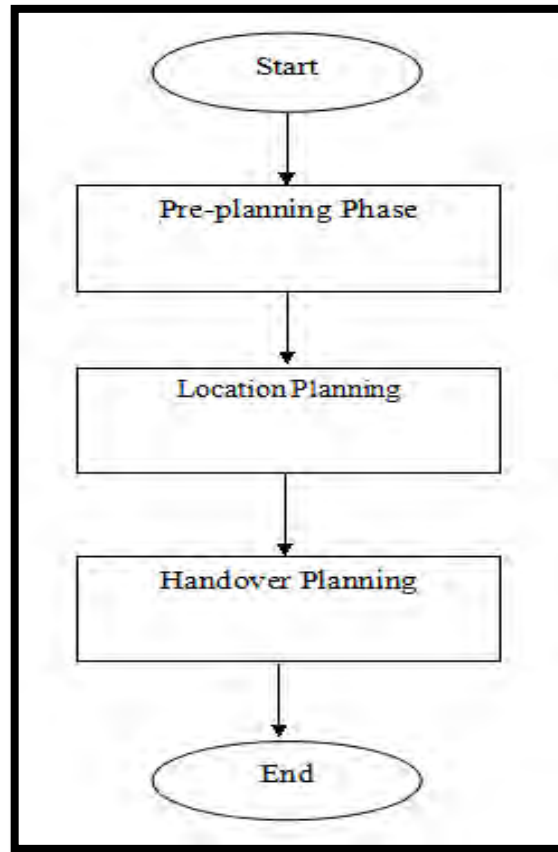 Start
Pre-planning Phase
Location Planning
Handover Planning
End